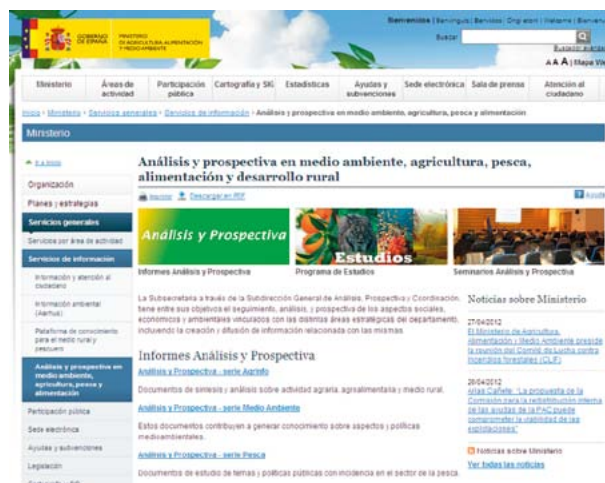 Bienvenidos | Benvinguts | Benvidos | Ongi etorri | Welcome | Bienvenue
GOBIERNO DE ESPAÑA
MINISTERIO DE AGRICULTURA, ALIMENTACIÓN Y MEDIO AMBIENTE
Buscar
Buscador avanzado
A A A | Mapa We
Ministerio
Áreas de actividad
Participación pública
Cartografía y SIG
Estadísticas
Ayudas y subvenciones
Sede electrónica
Sala de prensa
Atención al ciudadano
Inicio > Ministerio > Servicios generales > Servicios de información > Análisis y prospectiva en medio ambiente, agricultura, pesca y alimentación
Ministerio
Ir a Inicio
Organización
Planes y estrategias
Servicios generales
Servicios por área de actividad
Servicios de información
Información y atención al
ciudadano
Información ambiental
(Aarhus)
Plataforma de conocimiento
para el medio rural y
pesquero
Análisis y prospectiva en
medio ambiente,
agricultura, pesca y
alimentación
Participación pública
Sede electrónica
Ayudas y subvenciones
Legislación
Análisis y prospectiva en medio ambiente, agricultura, pesca,
alimentación y desarrollo rural
Imprimir
Descargar en PDF
Ayuda
Análisis y Prospectiva
Estudios
Informes Análisis y Prospectiva
Programa de Estudios
Seminarios Análisis y Prospectiva
La Subsecretaría a través de la Subdirección General de Análisis, Prospectiva y Coordinación,
tiene entre sus objetivos el seguimiento, análisis, y prospectiva de los aspectos sociales,
económicos y ambientales vinculados con las distintas áreas estratégicas del departamento,
incluyendo la creación y difusión de información relacionada con las mismas.
Informes Análisis y Prospectiva
Análisis y Prospectiva - serie Agrinfo
Documentos de síntesis y análisis sobre actividad agraria, agroalimentaria y medio rural.
Análisis y Prospectiva - serie Medio Ambiente
Estos documentos contribuyen a generar conocimiento sobre aspectos y políticas
medioambientales.
Análisis y Prospectiva - serie Pesca
Documentos de estudio de temas y políticas públicas con incidencia en el sector de la pesca.
Noticias sobre Ministerio
27/04/2012
El Ministerio de Agricultura,
Alimentación y Medio Ambiente preside
la reunión del Comité de Lucha contra
Incendios forestales (CLIF)
26/04/2012
Arias Cañete: "La propuesta de la
Comisión para la redistribución interna
de las ayudas de la PAC puede
comprometer la viabilidad de las
explotaciones"
Noticias sobre Ministerio
Ver todas las noticias